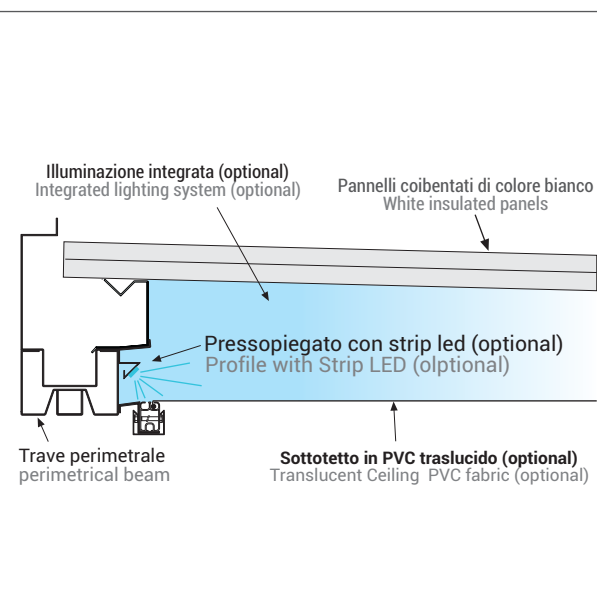 Illuminazione integrata (optional)
Integrated lighting system (optional)
Pannelli coibentati di colore bianco
White insulated panels
Pressopiegato con strip led (optional)
Profile with Strip LED (olptional)
Trave perimetrale
perimetrical beam
Sottotetto in PVC traslucido (optional)
Translucent Ceiling PVC fabric (optional)